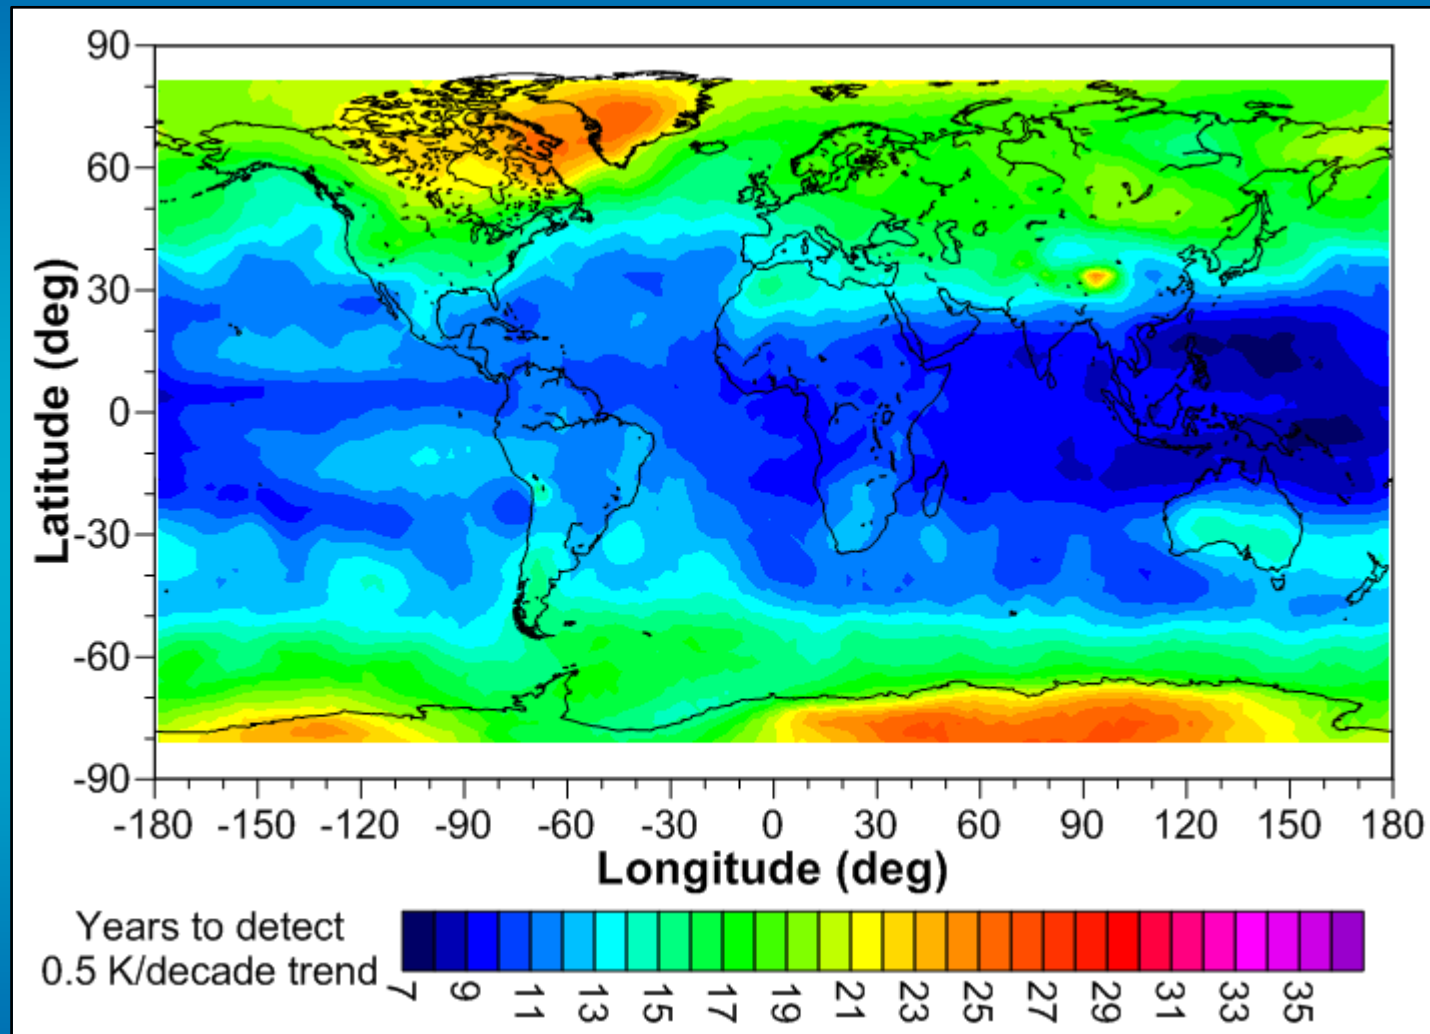 90
60
30
0
-30
-60
-90
Latitude (deg)
-180 -150 -120 -90 -60 -30 0 30 60 90 120 150 180
Longitude (deg)
Years to detect
0.5 K/decade trend
7 9 11 13 15 17 19 21 23 25 27 29 31 33 35